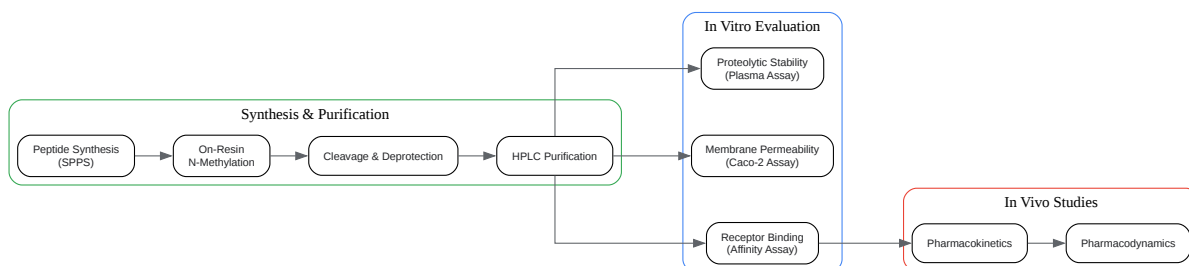 Synthesis & Purification
Peptide Synthesis
(SPPS)
On-Resin
N-Methylation
Cleavage & Deprotection
HPLC Purification
In Vitro Evaluation
Proteolytic Stability
(Plasma Assay)
Membrane Permeability
(Caco-2 Assay)
Receptor Binding
(Affinity Assay)
In Vivo Studies
Pharmacokinetics
Pharmacodynamics